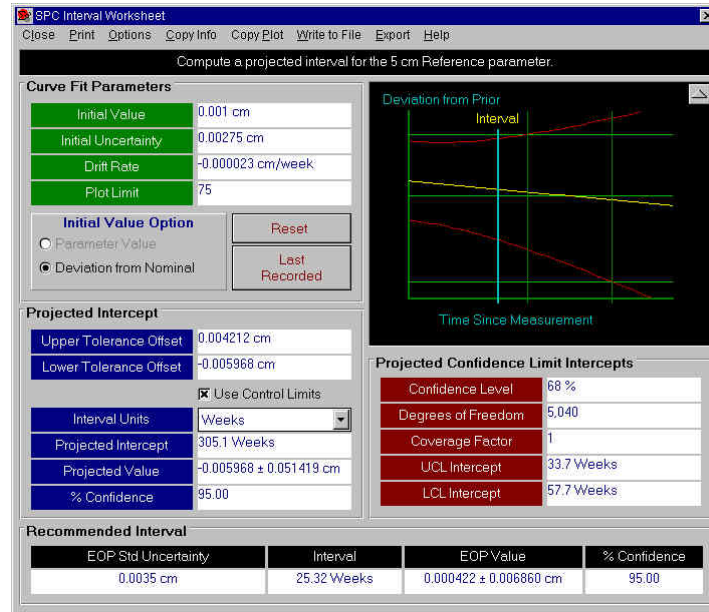 SPC Interval Worksheet
Close Print Options Copy Info Copy Plot Write to File Export Help
Compute a projected interval for the 5 cm Reference parameter.
Curve Fit Parameters
Initial Value 0.001 cm
Initial Uncertainty 0.00275 cm
Drift Rate -0.000023 cm/week
Plot Limit 75
Initial Value Option
Parameter Value
Deviation from Nominal
Reset
Last
Recorded
Deviation from Prior
Interval
Time Since Measurement
Projected Intercept
Upper Tolerance Offset 0.004212 cm
Lower Tolerance Offset -0.005968 cm
Use Control Limits
Interval Units Weeks
Projected Intercept 305.1 Weeks
Projected Value -0.005968 ± 0.051419 cm
% Confidence 95.00
Projected Confidence Limit Intercepts
Confidence Level 68 %
Degrees of Freedom 5,040
Coverage Factor 1
UCL Intercept 33.7 Weeks
LCL Intercept 57.7 Weeks
Recommended Interval
EOP Std Uncertainty Interval EOP Value % Confidence
0.0035 cm 25.32 Weeks 0.000422 ± 0.006860 cm 95.00